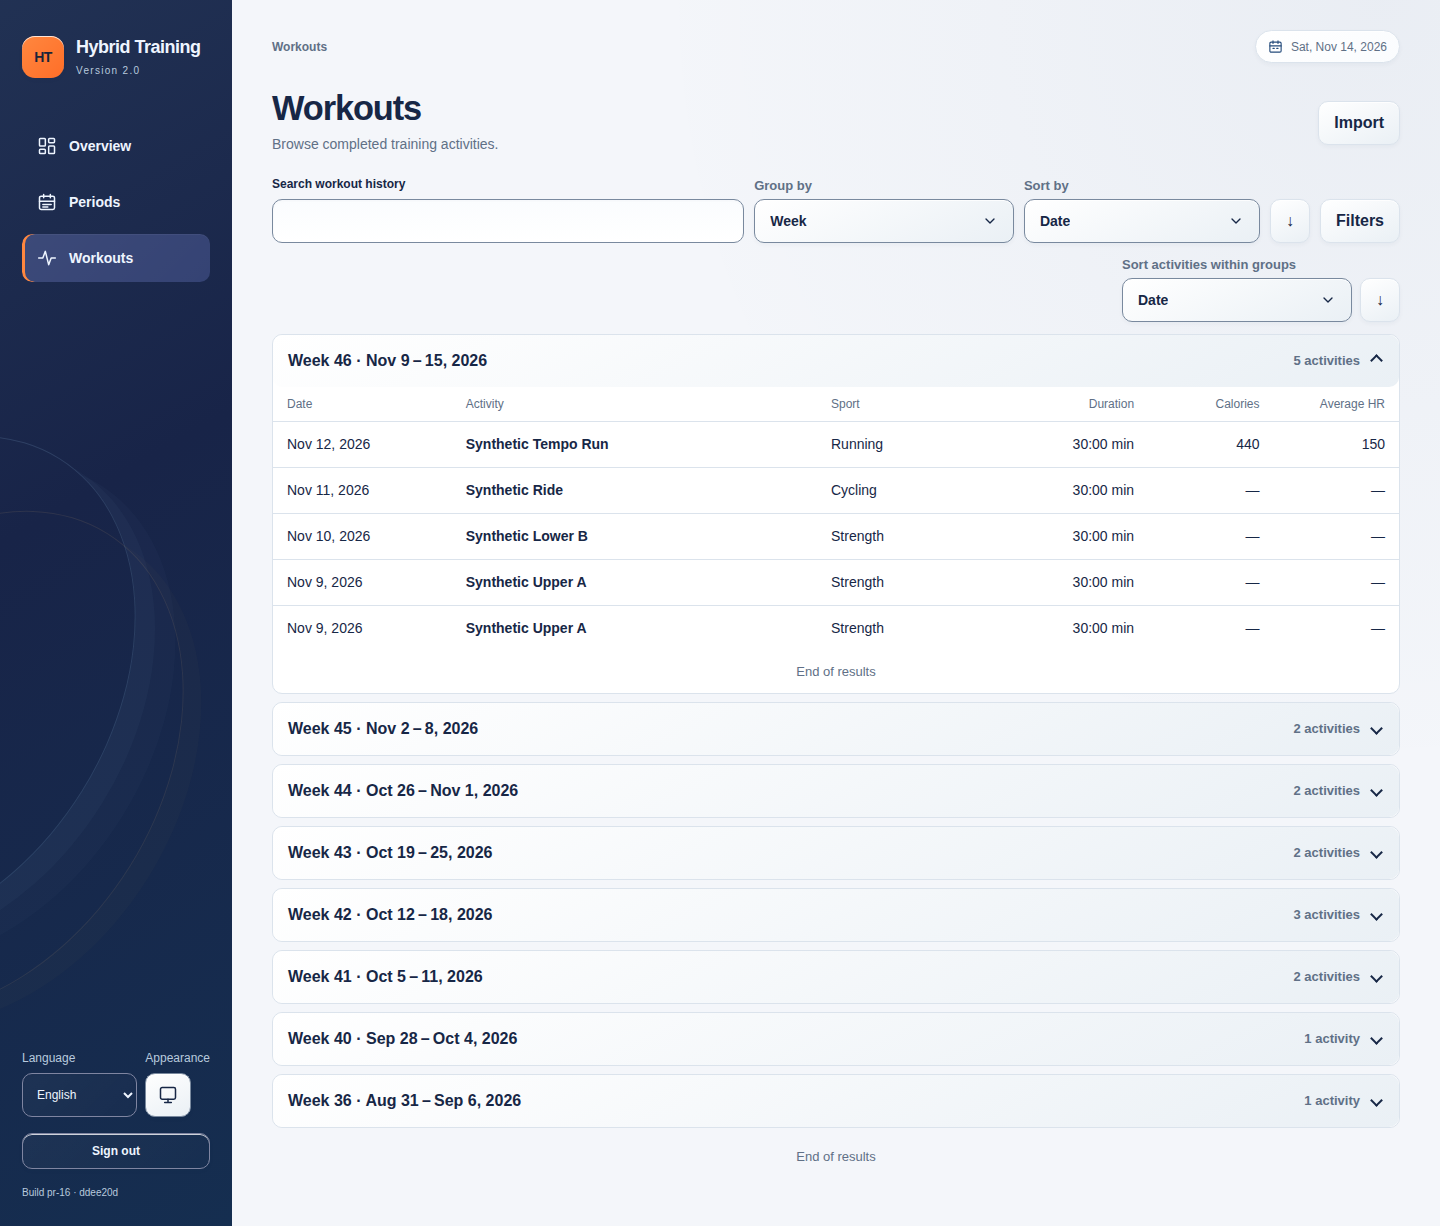 HT
Hybrid Training
Version 2.0
Overview
Periods
Workouts
Language
Appearance
English
Sign out
Build pr-16 · ddee20d
Workouts
Sat, Nov 14, 2026
Workouts
Browse completed training activities.
Import
Search workout history
Group by
Sort by
Week
Date
↓
Filters
Sort activities within groups
Date
↓
Week 46 · Nov 9 – 15, 2026 5 activities
Date Activity Sport Duration Calories Average HR
Nov 12, 2026 Synthetic Tempo Run Running 30:00 min 440 150
Nov 11, 2026 Synthetic Ride Cycling 30:00 min — —
Nov 10, 2026 Synthetic Lower B Strength 30:00 min — —
Nov 9, 2026 Synthetic Upper A Strength 30:00 min — —
Nov 9, 2026 Synthetic Upper A Strength 30:00 min — —
End of results
Week 45 · Nov 2 – 8, 2026 2 activities
Week 44 · Oct 26 – Nov 1, 2026 2 activities
Week 43 · Oct 19 – 25, 2026 2 activities
Week 42 · Oct 12 – 18, 2026 3 activities
Week 41 · Oct 5 – 11, 2026 2 activities
Week 40 · Sep 28 – Oct 4, 2026 1 activity
Week 36 · Aug 31 – Sep 6, 2026 1 activity
End of results